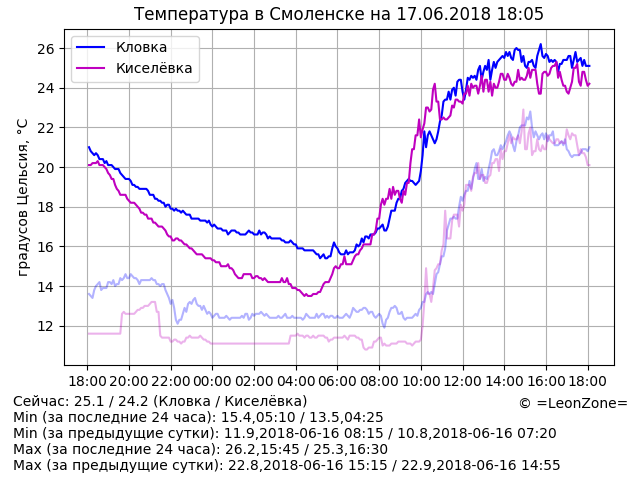 Температура в Смоленске на 17.06.2018 18:05
Кловка
Киселёвка
градусов Цельсия, °C
26
24
22
20
18
16
14
12
18:00 20:00 22:00 00:00 02:00 04:00 06:00 08:00 10:00 12:00 14:00 16:00 18:00
Сейчас: 25.1 / 24.2 (Кловка / Киселёвка)
© =LeonZone=
Min (за последние 24 часа): 15.4,05:10 / 13.5,04:25
Min (за предыдущие сутки): 11.9,2018-06-16 08:15 / 10.8,2018-06-16 07:20
Max (за последние 24 часа): 26.2,15:45 / 25.3,16:30
Max (за предыдущие сутки): 22.8,2018-06-16 15:15 / 22.9,2018-06-16 14:55